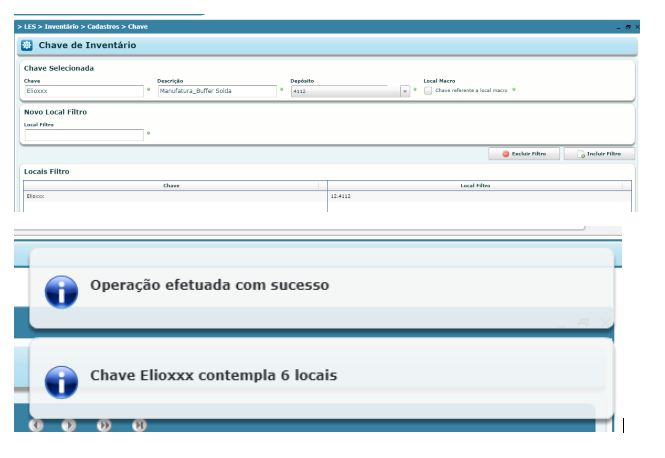 > LES > Inventário > Cadastros > Chave
Chave de Inventário
Chave Selecionada
Chave Descrição Depósito Local Macro
Elioxxx * Manufatura_Buffer Solda * 4112 * Chave referente a local macro *
Novo Local Filtro
Local Filtro
*
Excluir Filtro Incluir Filtro
Locais Filtro
Chave Local Filtro
Elioxxx 12.4112
Operação efetuada com sucesso
Chave Elioxxx contempla 6 locais